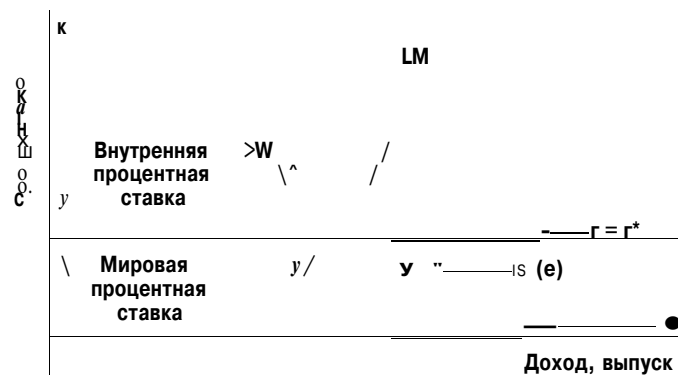 к
LM
Внутренняя
процентная
ставка
>W
\^
/
/
y
г = г*
\ Мировая
процентная
ставка
y/
У "
IS (e)
Доход, выпуск